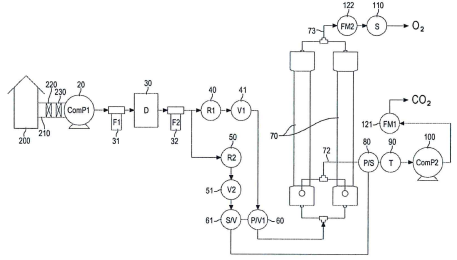 122
110
73
FM2
S
O2
220
230
20
30
40
41
ComP1
D
F2
R1
V1
F1
CO2
121
FM1
210
200
31
32
50
70
R2
72
80
90
100
P/S
T
ComP2
51
V2
61
S/V
P/V1
60